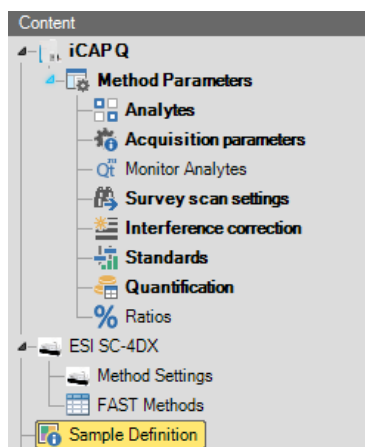 Content
iCAP Q
Method Parameters
Analytes
Acquisition parameters
Monitor Analytes
Survey scan settings
Interference correction
Standards
Quantification
% Ratios
ESI SC-4DX
Method Settings
FAST Methods
Sample Definition